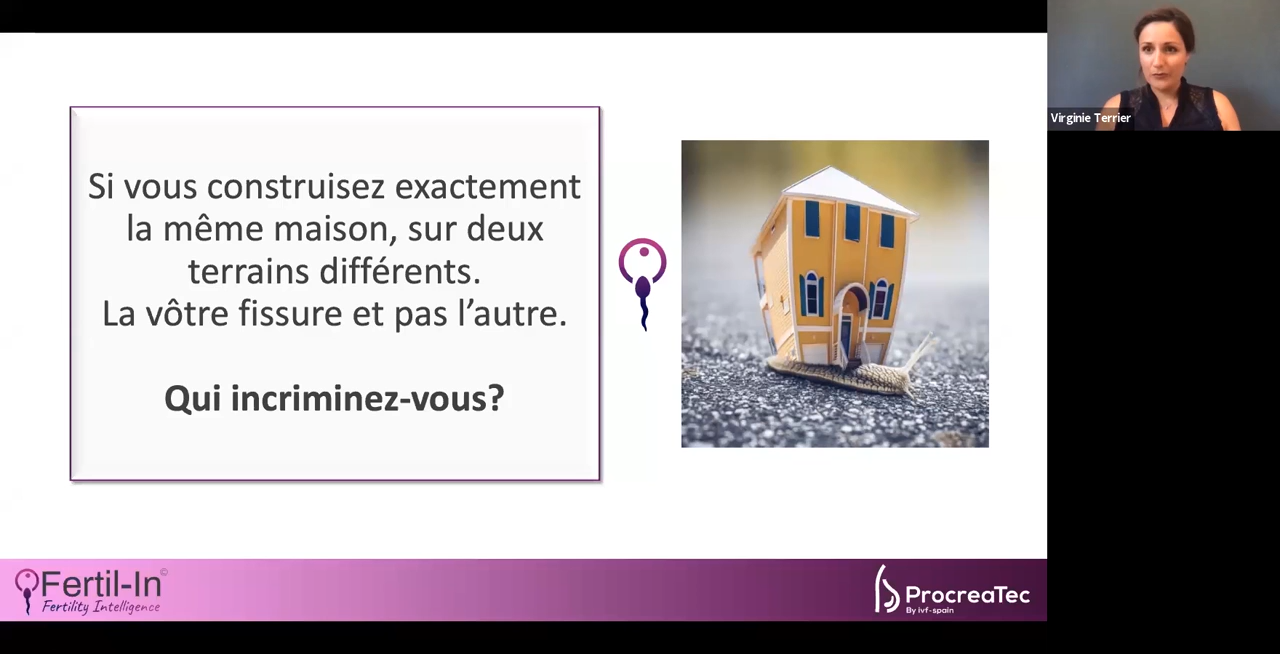 Virginie Terrier
Si vous construisez exactement
la même maison, sur deux
terrains différents.
La vôtre fissure et pas l’autre.
Qui incriminez-vous?
Fertil-In©
Fertility Intelligence
ProcreaTec
By ivf-spain